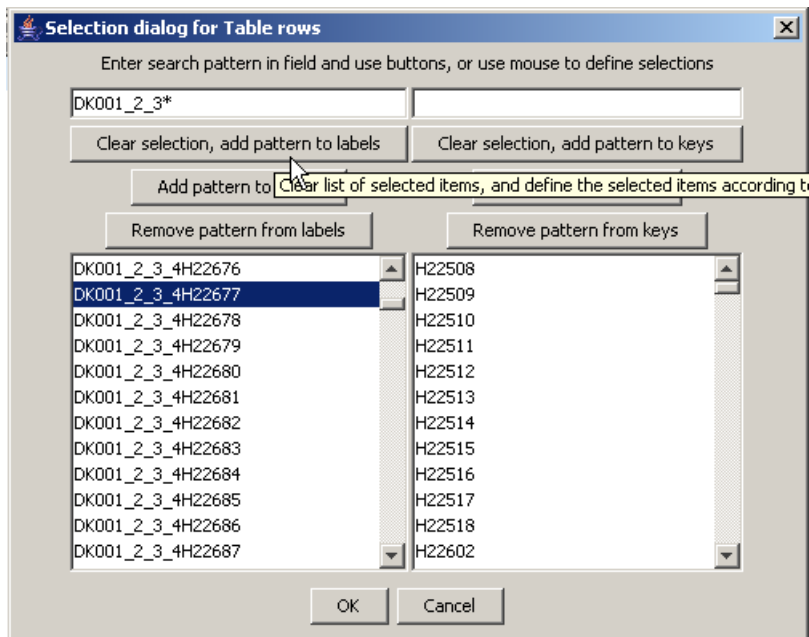 Selection dialog for Table rows
Enter search pattern in field and use buttons, or use mouse to define selections
DK001_2_3*
Clear selection, add pattern to labels
Clear selection, add pattern to keys
Add pattern to
Clear list of selected items, and define the selected items according to
Remove pattern from labels
Remove pattern from keys
DK001_2_3_4H22676
H22508
DK001_2_3_4H22677
H22509
DK001_2_3_4H22678
H22510
DK001_2_3_4H22679
H22511
DK001_2_3_4H22680
H22512
DK001_2_3_4H22681
H22513
DK001_2_3_4H22682
H22514
DK001_2_3_4H22683
H22515
DK001_2_3_4H22684
H22516
DK001_2_3_4H22685
H22517
DK001_2_3_4H22686
H22518
DK001_2_3_4H22687
H22602
OK
Cancel